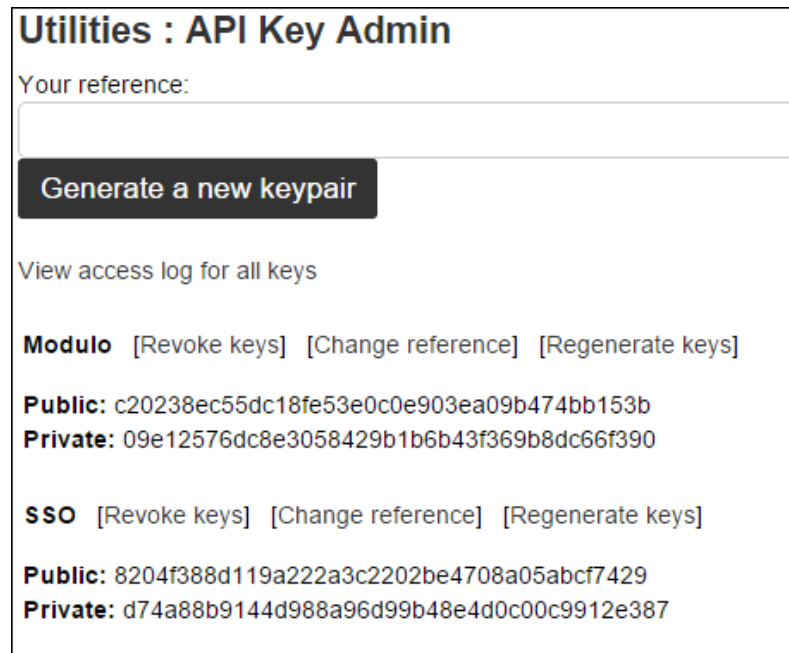 Utilities : API Key Admin
Your reference:
Generate a new keypair
View access log for all keys
Modulo [Revoke keys] [Change reference] [Regenerate keys]
Public: c20238ec55dc18fe53e0c0e903ea09b474bb153b
Private: 09e12576dc8e3058429b1b6b43f369b8dc66f390
SSO [Revoke keys] [Change reference] [Regenerate keys]
Public: 8204f388d119a222a3c2202be4708a05abcf7429
Private: d74a88b9144d988a96d99b48e4d0c00c9912e387